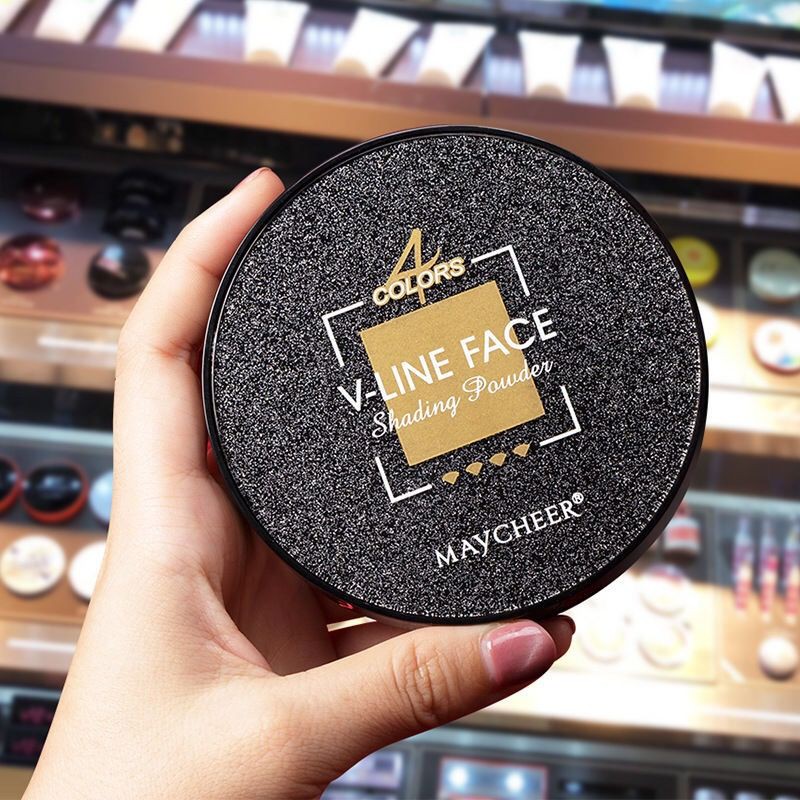 4
COLORS
V-LINE FACE
Shading Powder
MAYCHEER®